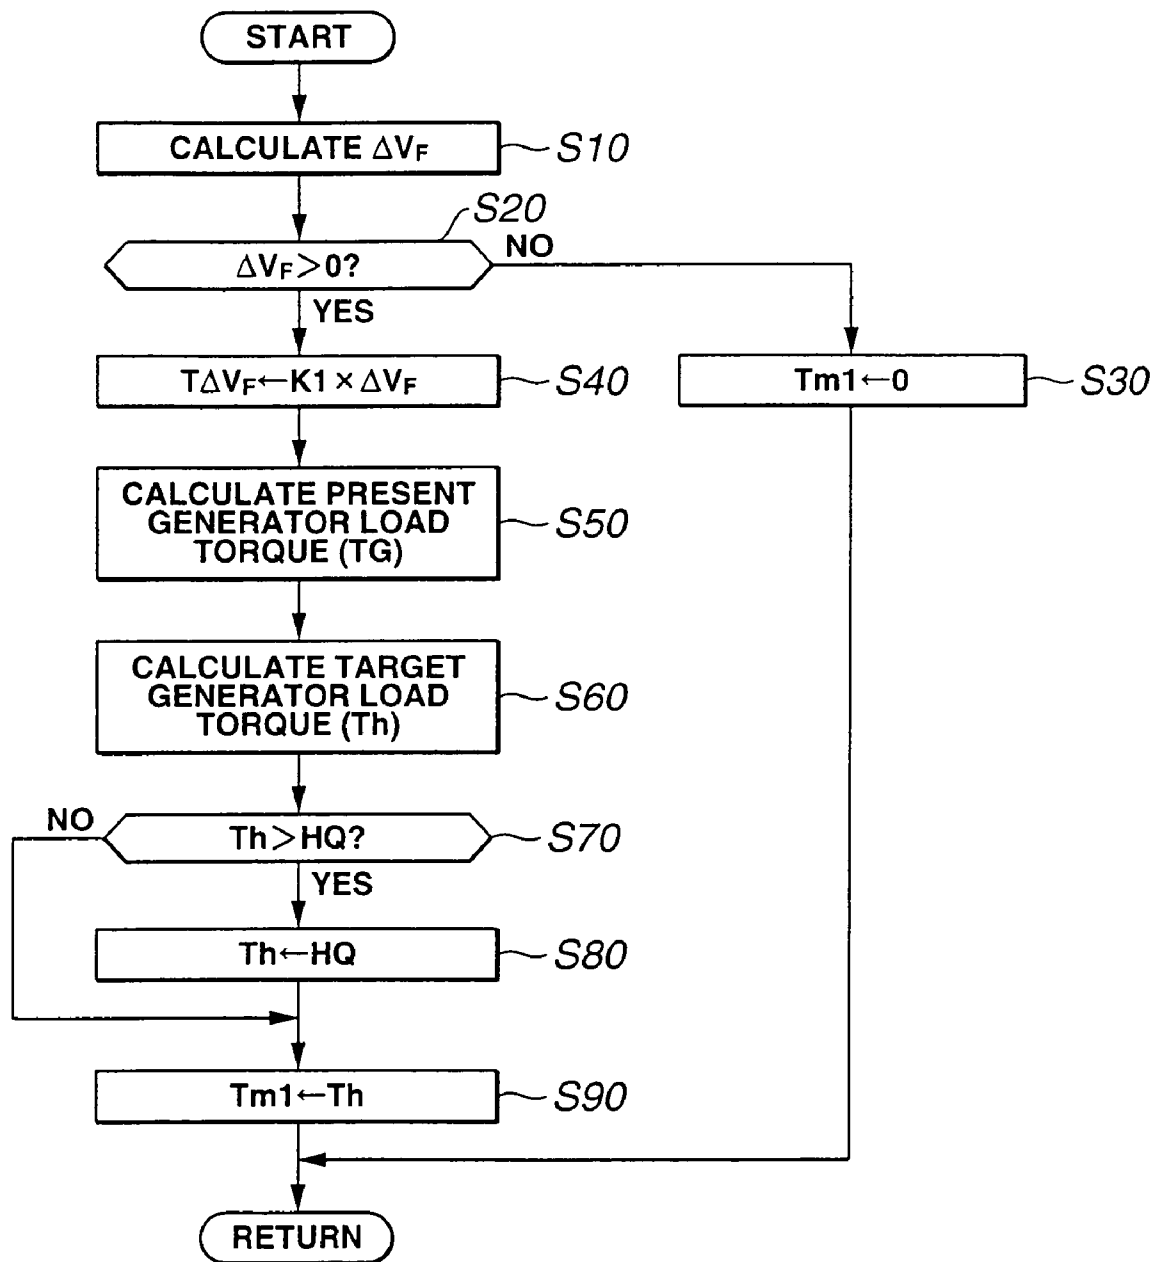 START
CALCULATE ΔVF
S10
S20
ΔVF>0?
NO
YES
TΔVF←K1×ΔVF
S40
Tm1←0
S30
CALCULATE PRESENT
GENERATOR LOAD
TORQUE (TG)
S50
CALCULATE TARGET
GENERATOR LOAD
TORQUE (Th)
S60
NO
Th>HQ?
S70
YES
Th←HQ
S80
Tm1←Th
S90
RETURN